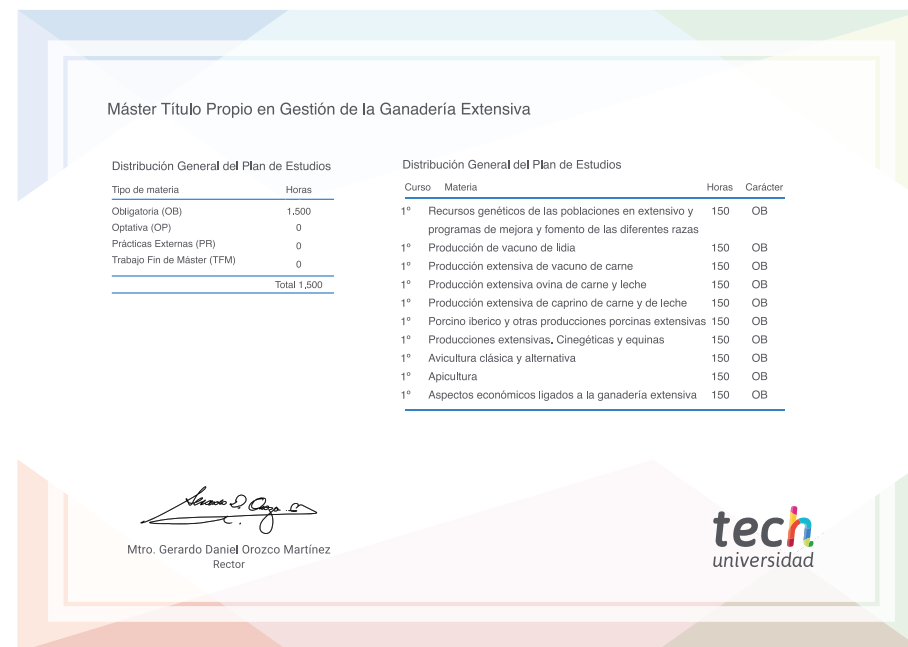 Máster Título Propio en Gestión de la Ganadería Extensiva
Distribución General del Plan de Estudios
Tipo de materia Horas
Obligatoria (OB) 1.500
Optativa (OP) 0
Prácticas Externas (PR) 0
Trabajo Fin de Máster (TFM) 0
Total 1,500
Distribución General del Plan de Estudios
Curso Materia Horas Carácter
1º Recursos genéticos de las poblaciones en extensivo y 150 OB
programas de mejora y fomento de las diferentes razas
1º Producción de vacuno de lidia 150 OB
1º Producción extensiva de vacuno de carne 150 OB
1º Producción extensiva ovina de carne y leche 150 OB
1º Producción extensiva de caprino de carne y de leche 150 OB
1º Porcino iberico y otras producciones porcinas extensivas 150 OB
1º Producciones extensivas. Cinegéticas y equinas 150 OB
1º Avicultura clásica y alternativa 150 OB
1º Apicultura 150 OB
1º Aspectos económicos ligados a la ganadería extensiva 150 OB
Mtro. Gerardo Daniel Orozco Martínez
Rector
tech
universidad